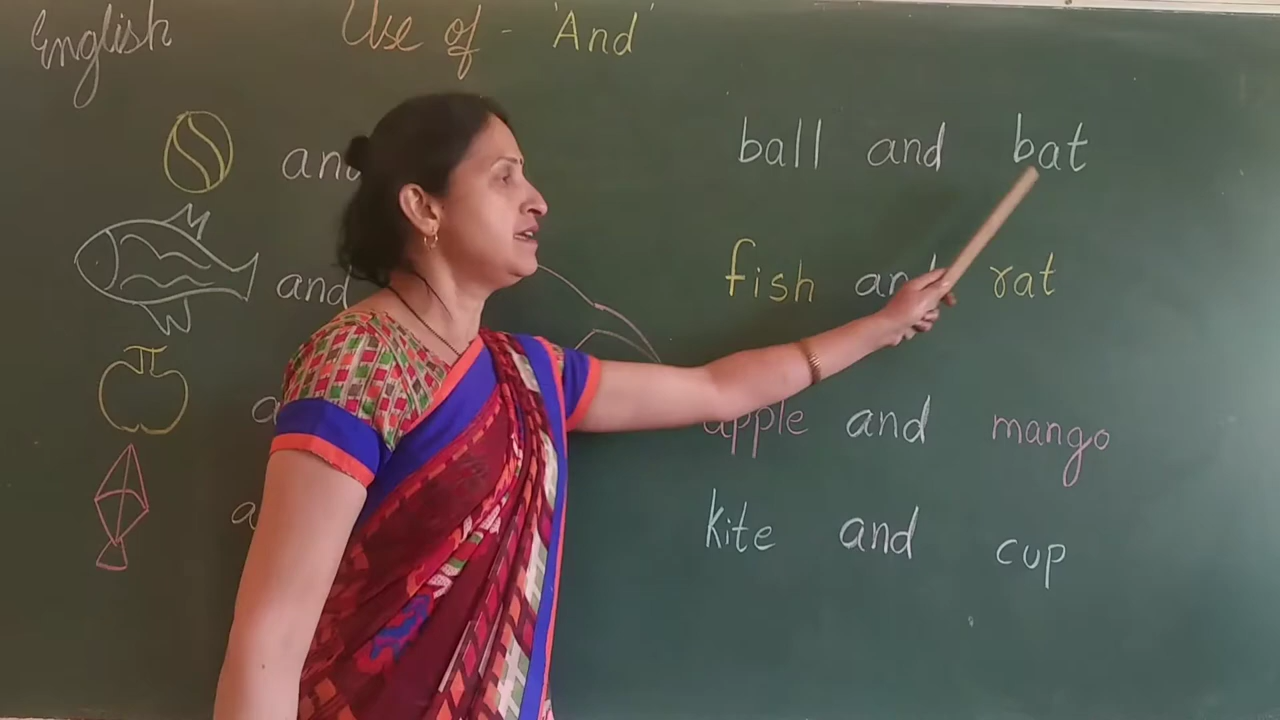 English Use of - 'And'
and ball and bat
and fish and rat
apple and mango
kite and cup